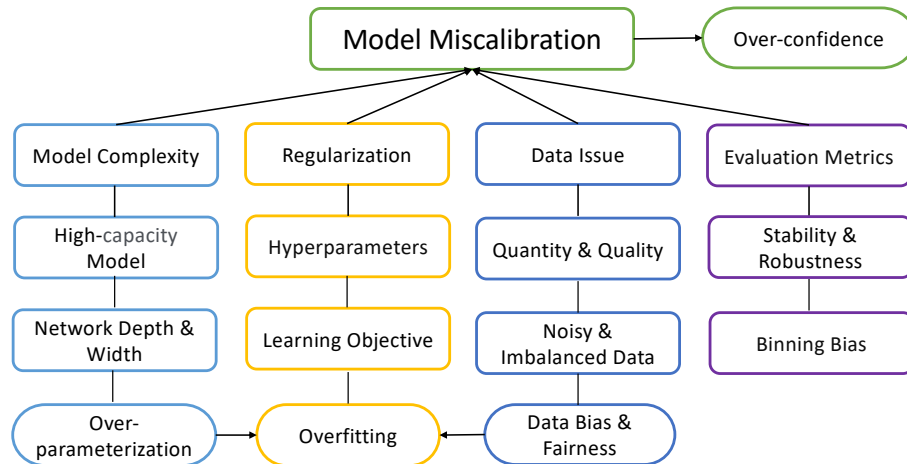 Model Miscalibration
Over-confidence
Model Complexity
Regularization
Data Issue
Evaluation Metrics
High-capacity
Model
Hyperparameters
Quantity & Quality
Stability &
Robustness
Network Depth &
Width
Learning Objective
Noisy &
Imbalanced Data
Binning Bias
Over-
parameterization
Overfitting
Data Bias &
Fairness